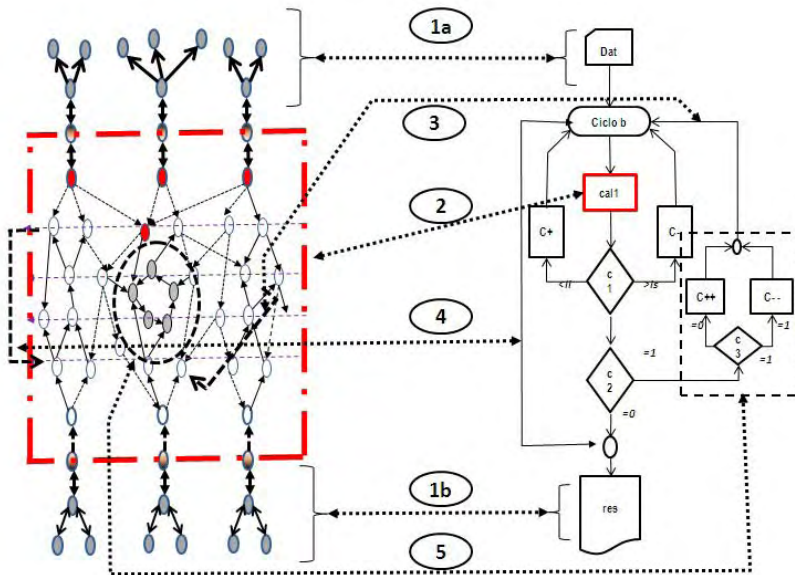 1a
Dat
3
Ciclo b
2
cal1
C+
C-
c
1
<li
>ls
C++
C--
=0
=1
c
3
=1
4
=1
c
2
=0
1b
res
5